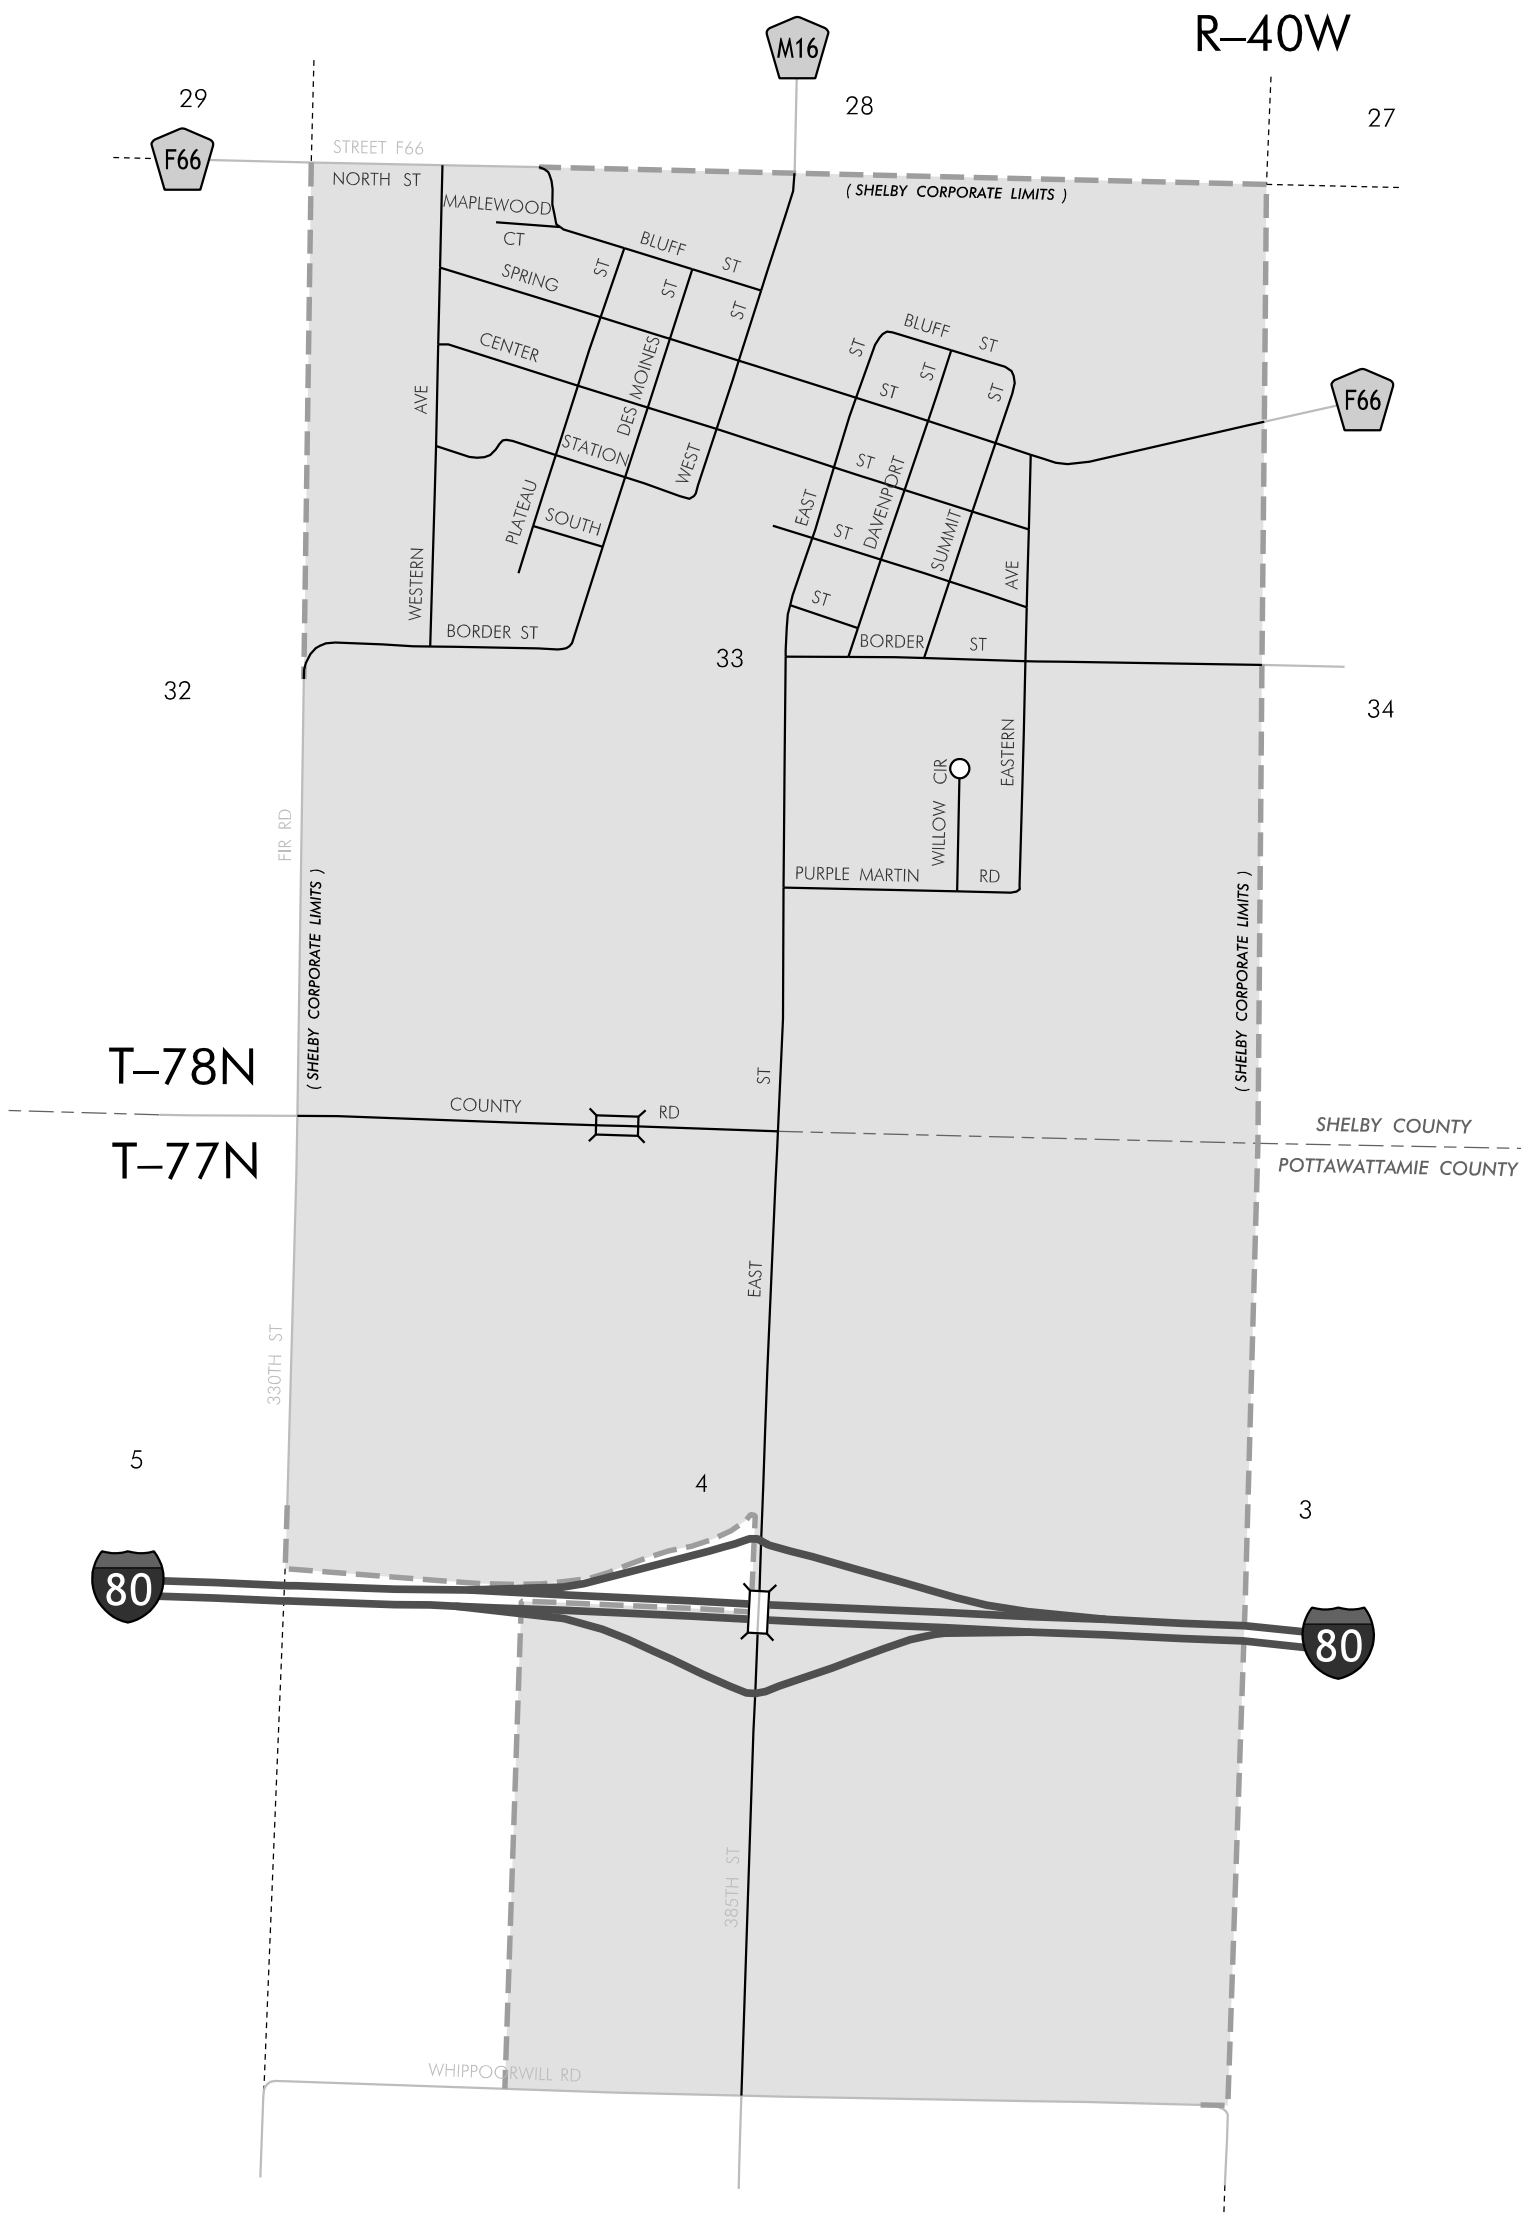 R–40W
M16
29
28
27
F66
STREET F66
NORTH ST
( SHELBY CORPORATE LIMITS )
MAPLEWOOD
CT
BLUFF ST
SPRING
ST
ST
ST
CENTER
BLUFF ST
ST
ST
ST
ST
DES MOINES
AVE
F66
STATION
WEST
ST
PLATEAU
SOUTH
EAST
DAVENPORT
ST
SUMMIT
AVE
WESTERN
ST
BORDER ST
BORDER ST
33
32
34
EASTERN
WILLOW CIR
FIR RD
PURPLE MARTIN RD
( SHELBY CORPORATE LIMITS )
( SHELBY CORPORATE LIMITS )
T–78N
ST
COUNTY RD
SHELBY COUNTY
T–77N
POTTAWATTAMIE COUNTY
EAST
330TH ST
5
4
3
80
80
385TH ST
WHIPPOORWILL RD